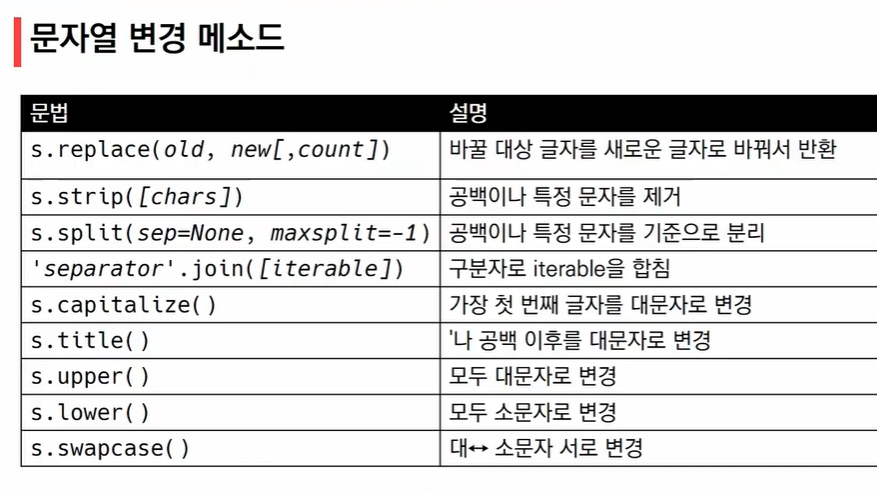 문자열 변경 메소드
문법 설명
s.replace(old, new[,count]) 바꿀 대상 글자를 새로운 글자로 바꿔서 반환
s.strip([chars]) 공백이나 특정 문자를 제거
s.split(sep=None, maxsplit=-1) 공백이나 특정 문자를 기준으로 분리
'separator'.join([iterable]) 구분자로 iterable을 합침
s.capitalize() 가장 첫 번째 글자를 대문자로 변경
s.title() '나 공백 이후를 대문자로 변경
s.upper() 모두 대문자로 변경
s.lower() 모두 소문자로 변경
s.swapcase() 대↔ 소문자 서로 변경